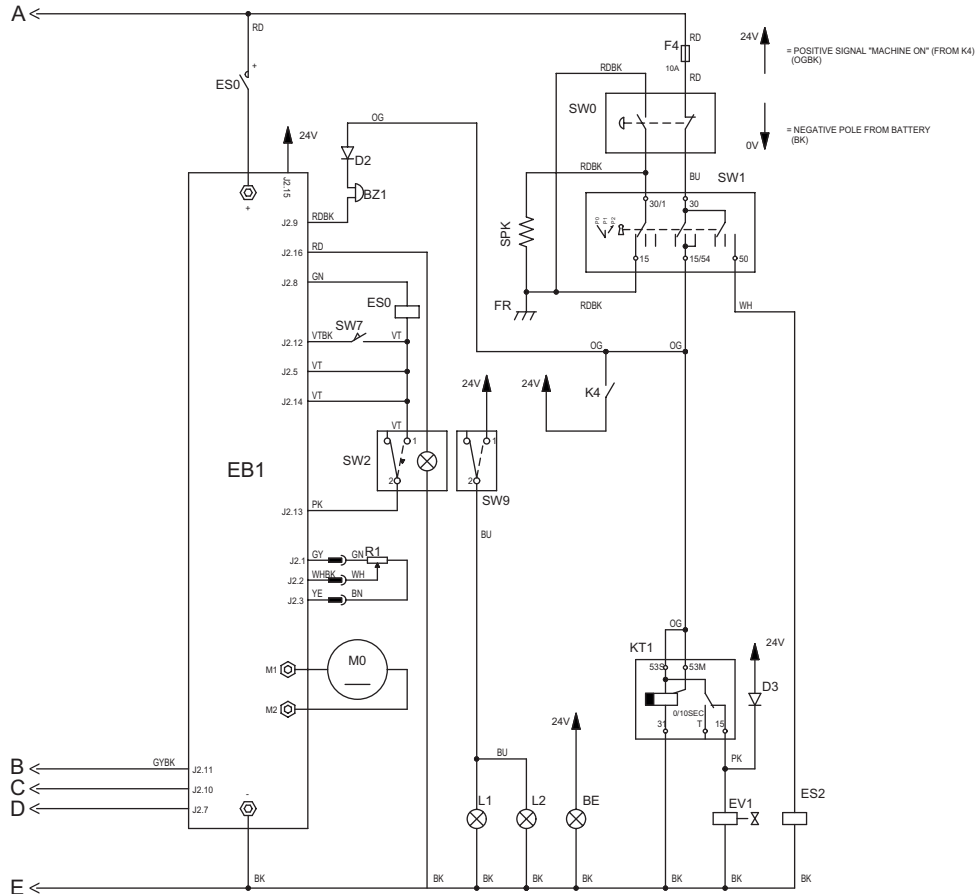 A
RD
RD
F4
10A
RD
24V
= POSITIVE SIGNAL "MACHINE ON" (FROM K4)
(OGBK)
+
ES0
RDBK
SW0
OG
24V
0V
= NEGATIVE POLE FROM BATTERY
(BK)
D2
RDBK
BU
SW1
J2.15
+
BZ1
J2.9
RDBK
SPK
30/1
30
P0
P1
P2
J2.16
RD
15
15/54
50
J2.8
GN
ES0
FR
RDBK
WH
SW7
J2.12
VTBK
VT
OG
OG
J2.5
VT
24V
24V
K4
J2.14
VT
VT
1
1
SW2
EB1
2
2
SW9
J2.13
PK
BU
J2.1
GY
GN
R1
J2.2
WHBK
WH
J2.3
YE
BN
OG
KT1
24V
M1
M0
53S
53M
D3
0/10SEC
M2
31
T
15
24V
PK
B
GYBK
J2.11
BU
C
J2.10
D
J2.7
-
L1
L2
BE
EV1
ES2
E
BK
BK
BK
BK
BK
BK
BK
BK